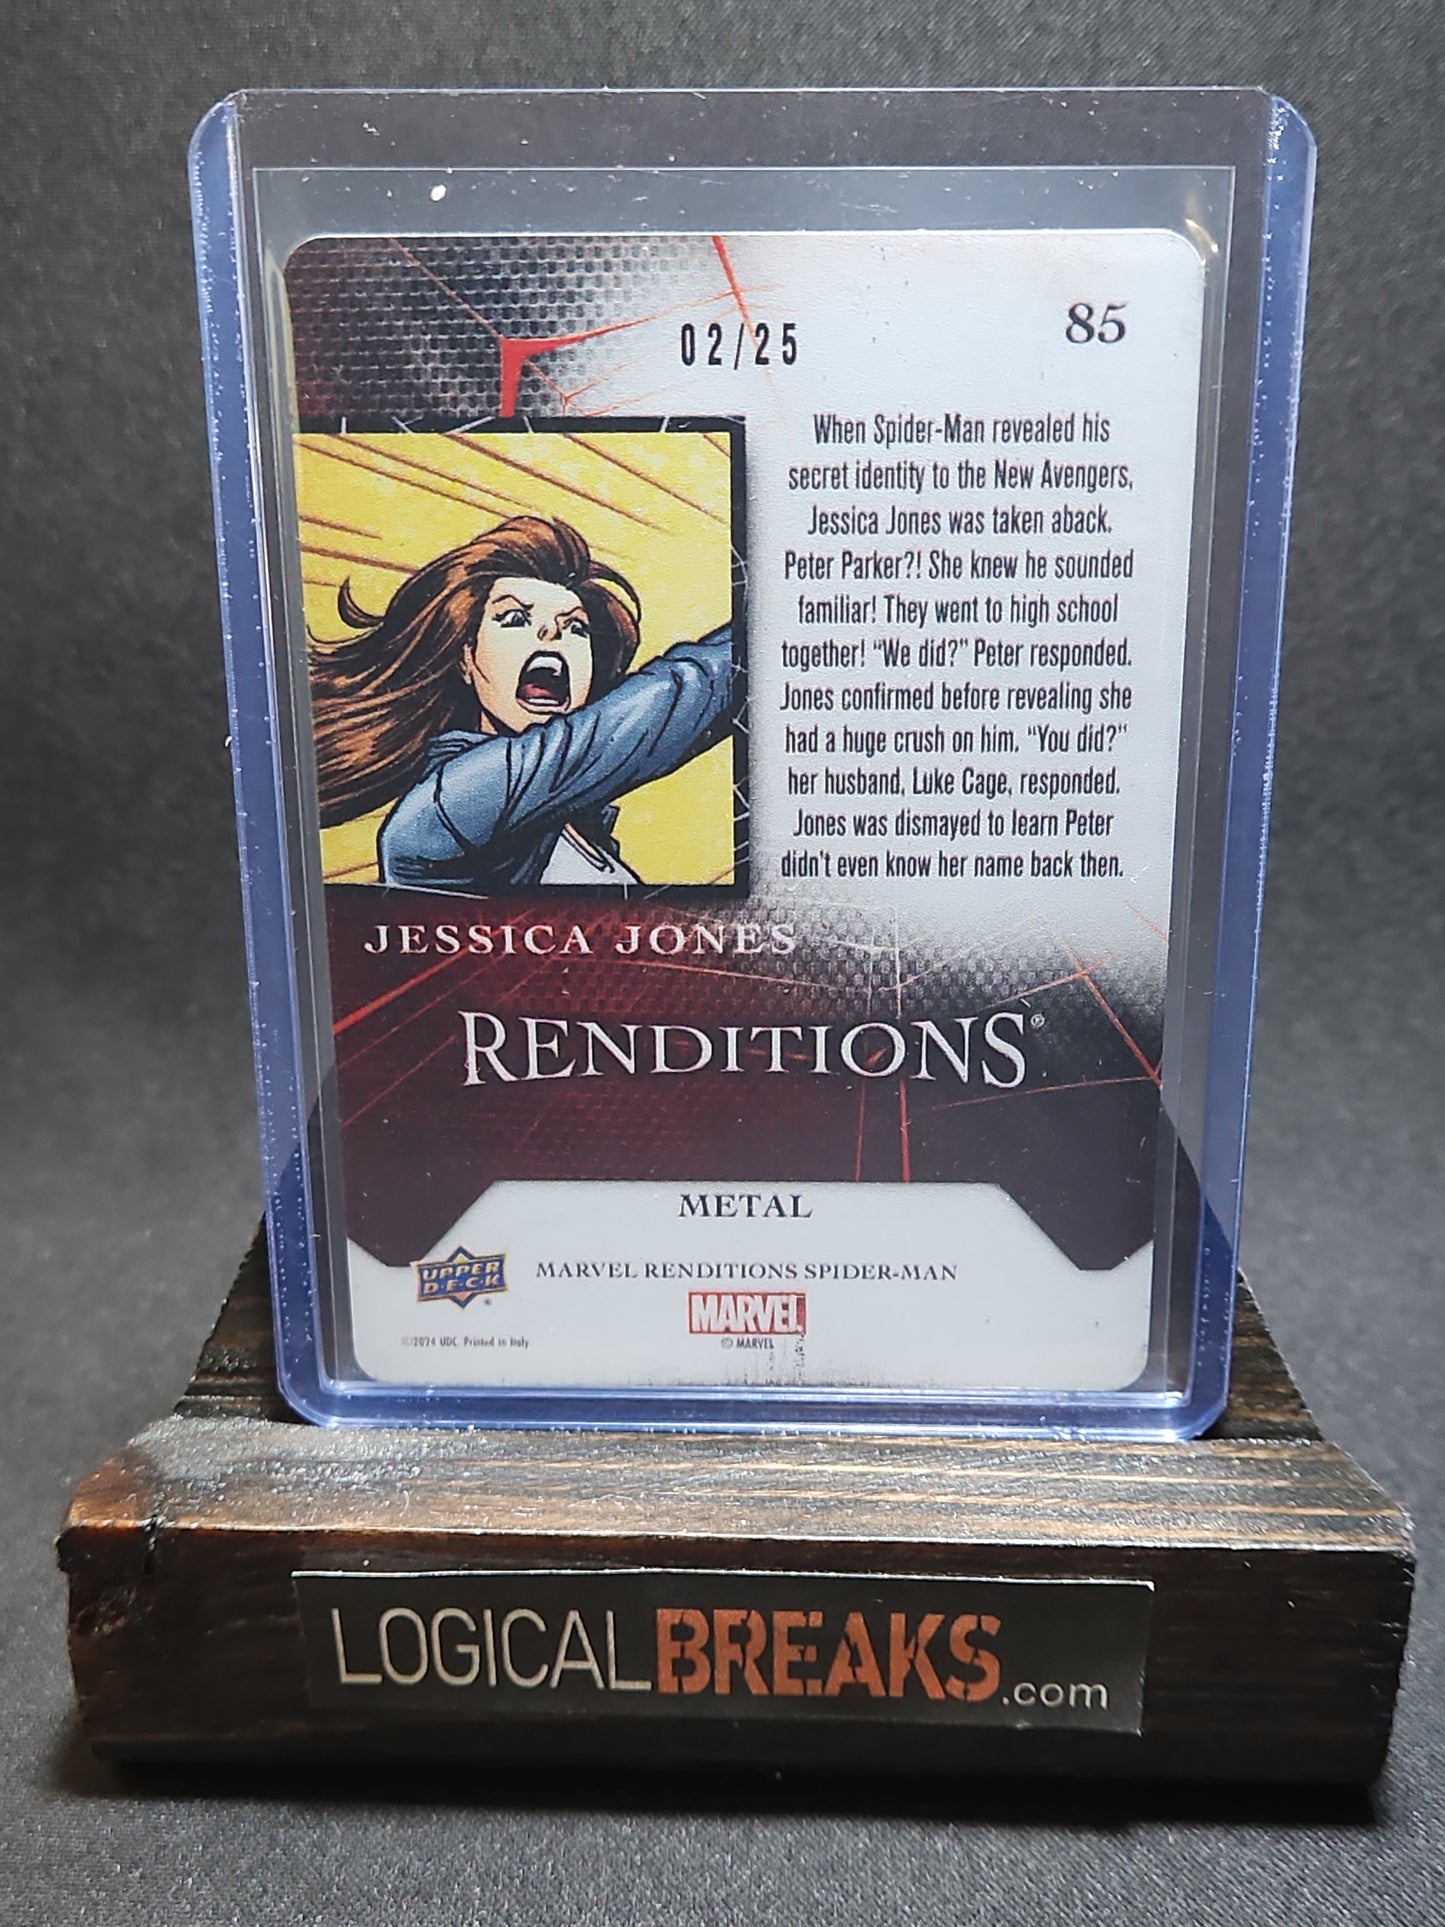 85
02/25
When Spider-Man revealed his
secret identity to the New Avengers,
Jessica Jones was taken aback.
Peter Parker?! She knew he sounded
familiar! They went to high school
together! “We did?” Peter responded.
Jones confirmed before revealing she
had a huge crush on him. “You did?”
her husband, Luke Cage, responded.
Jones was dismayed to learn Peter
didn't even know her name back then.
JESSICA JONES
RENDITIONS®
METAL
UPPER
D·E·C·K
MARVEL RENDITIONS SPIDER-MAN
MARVEL
©2024 UDC. Printed in Italy
© MARVEL
LOGICALBREAKS.com